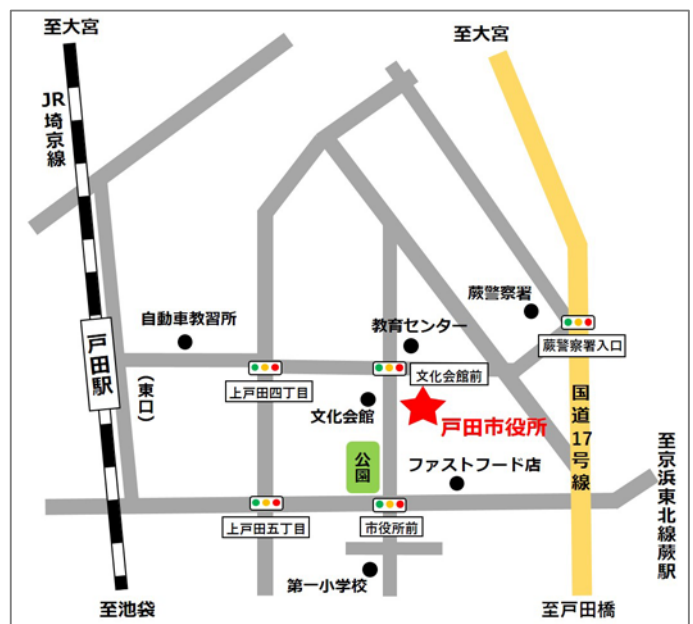 至大宮
至大宮
JR埼京線
蕨警察署
自動車教習所
教育センター
蕨警察署入口
戸田駅
(東口)
文化会館前
上戸田四丁目
文化会館
戸田市役所
国道17号線
公園
ファストフード店
至京浜東北線蕨駅
上戸田五丁目
市役所前
第一小学校
至池袋
至戸田橋